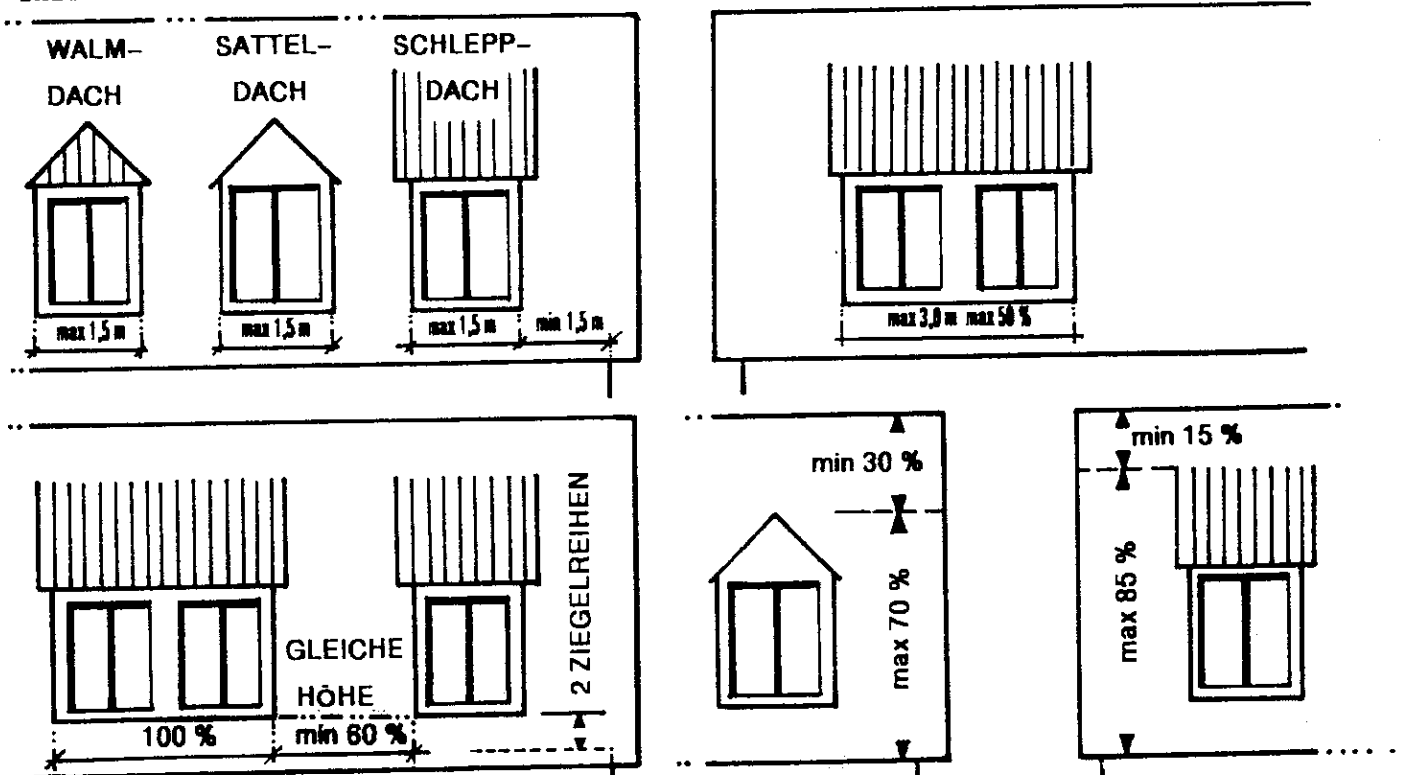 WALM-
DACH
SATTEL-
DACH
SCHLEPP-
DACH
max 1,5 m
max 1,5 m
max 1,5 m
min 1,5 m
max 3,0 m max 50 %
GLEICHE
HÖHE
100 %
min 60 %
2 ZIEGELREIHEN
min 30 %
max 70 %
min 15 %
max 85 %